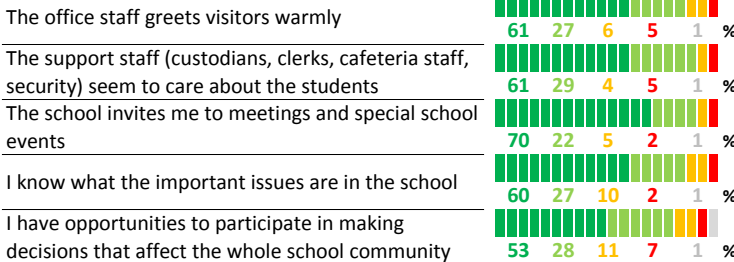 The office staff greets visitors warmly
61 27 6 5 1 %
The support staff (custodians, clerks, cafeteria staff,
security) seem to care about the students
61 29 4 5 1 %
The school invites me to meetings and special school
events
70 22 5 2 1 %
I know what the important issues are in the school
60 27 10 2 1 %
I have opportunities to participate in making
decisions that affect the whole school community
53 28 11 7 1 %